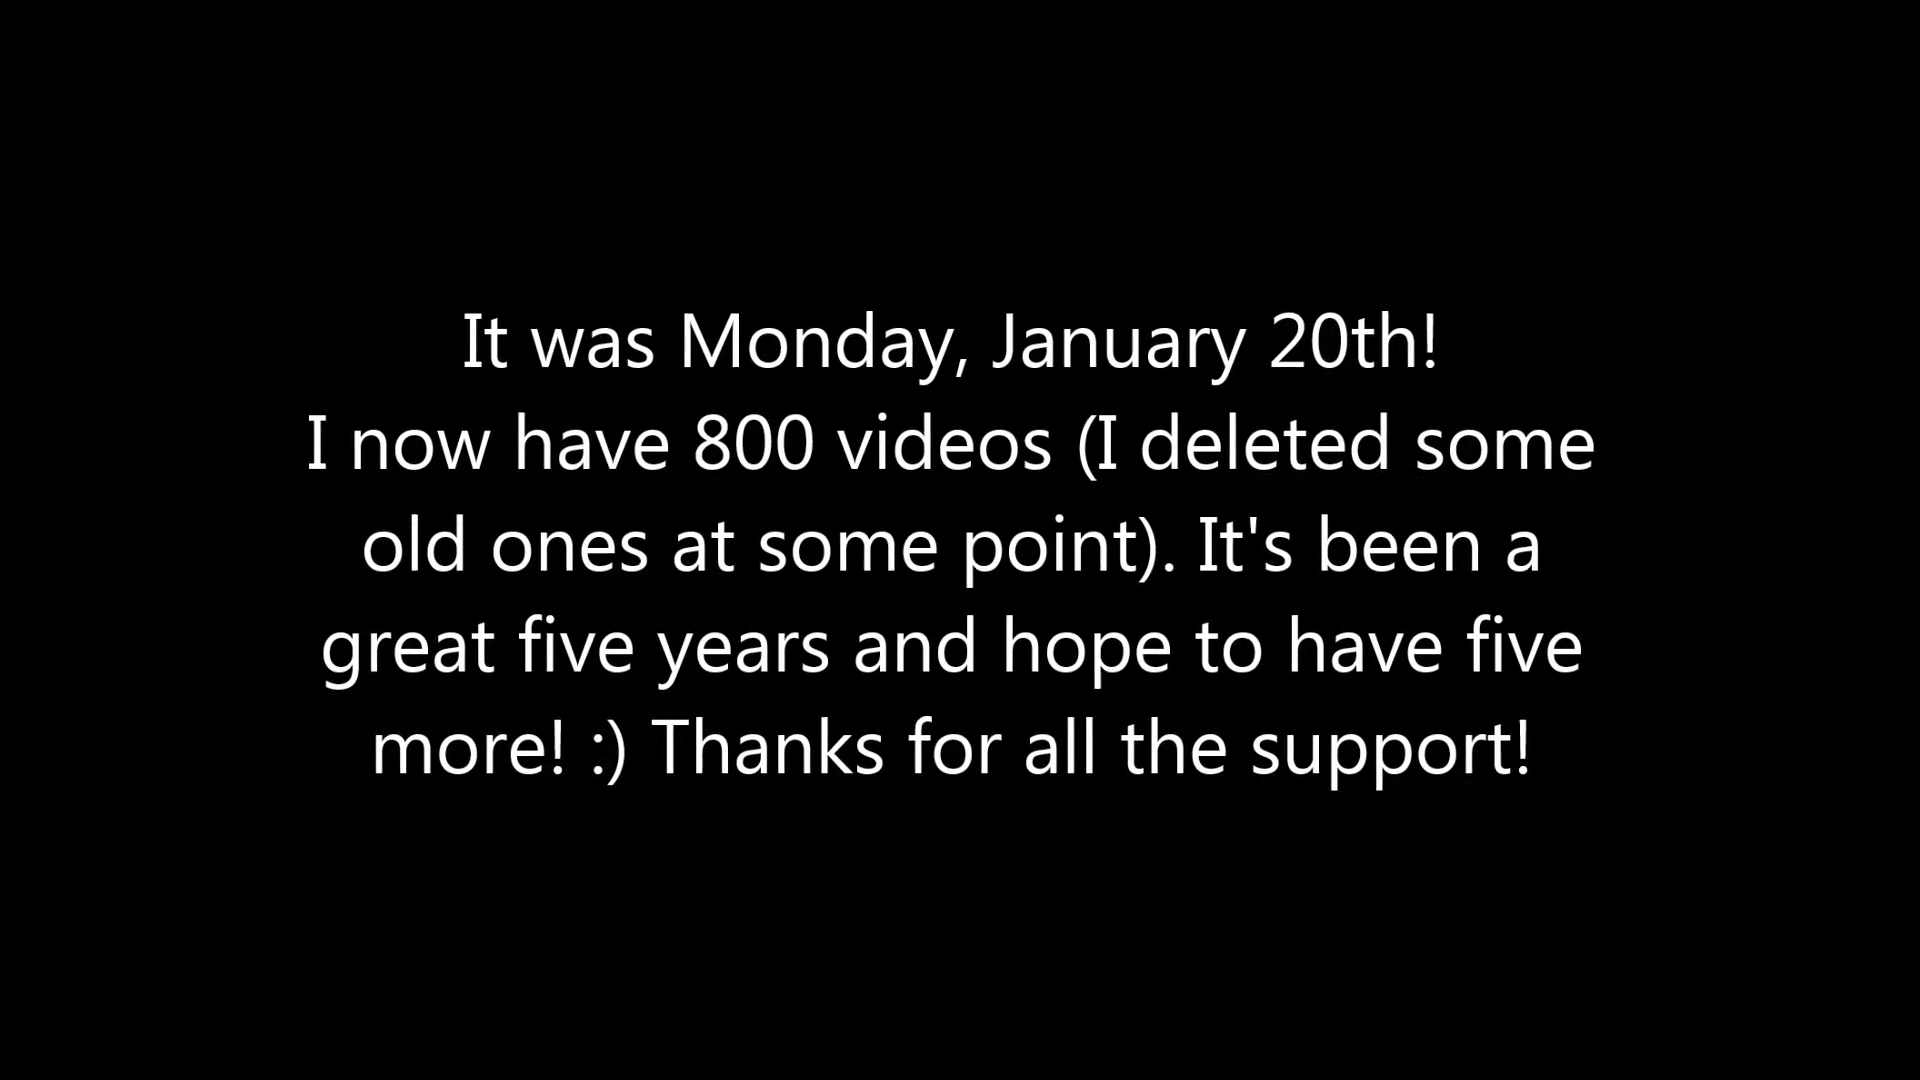 It was Monday, January 20th!
I now have 800 videos (I deleted some
old ones at some point). It's been a
great five years and hope to have five
more! :) Thanks for all the support!